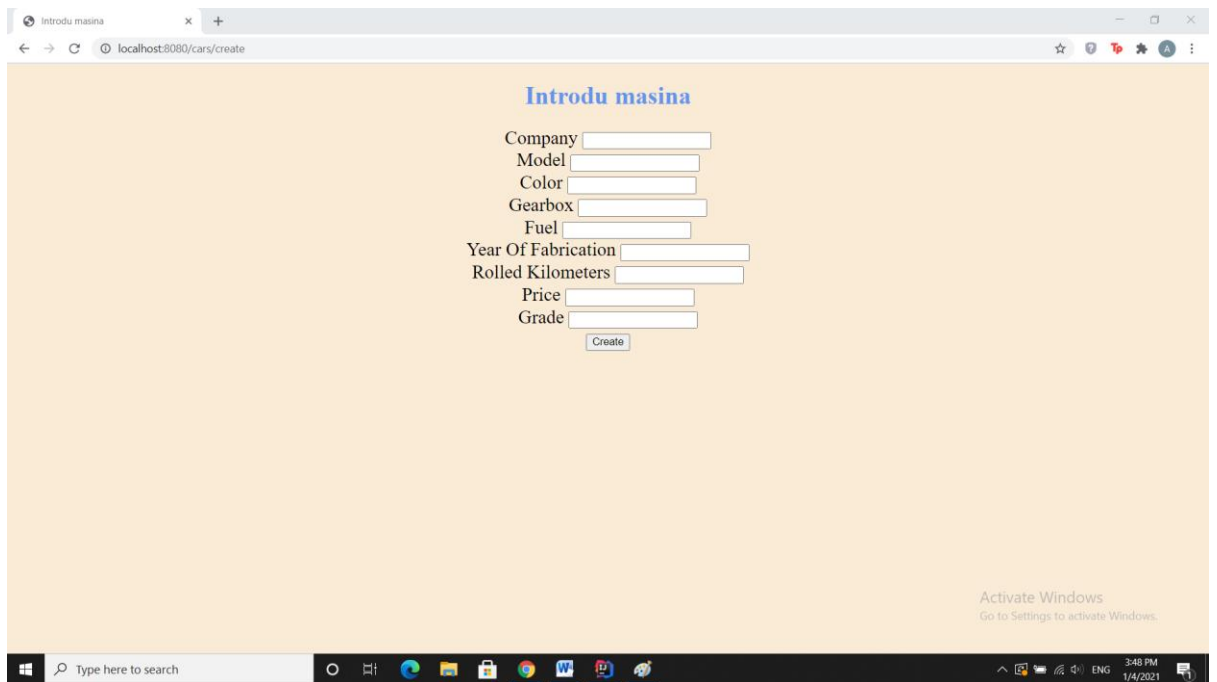 Introdu masina
localhost:8080/cars/create
Tp A
Introdu masina
Company
Model
Color
Gearbox
Fuel
Year Of Fabrication
Rolled Kilometers
Price
Grade
Create
Activate Windows
Go to Settings to activate Windows.
Type here to search
W
ENG
3:48 PM
1/4/2021